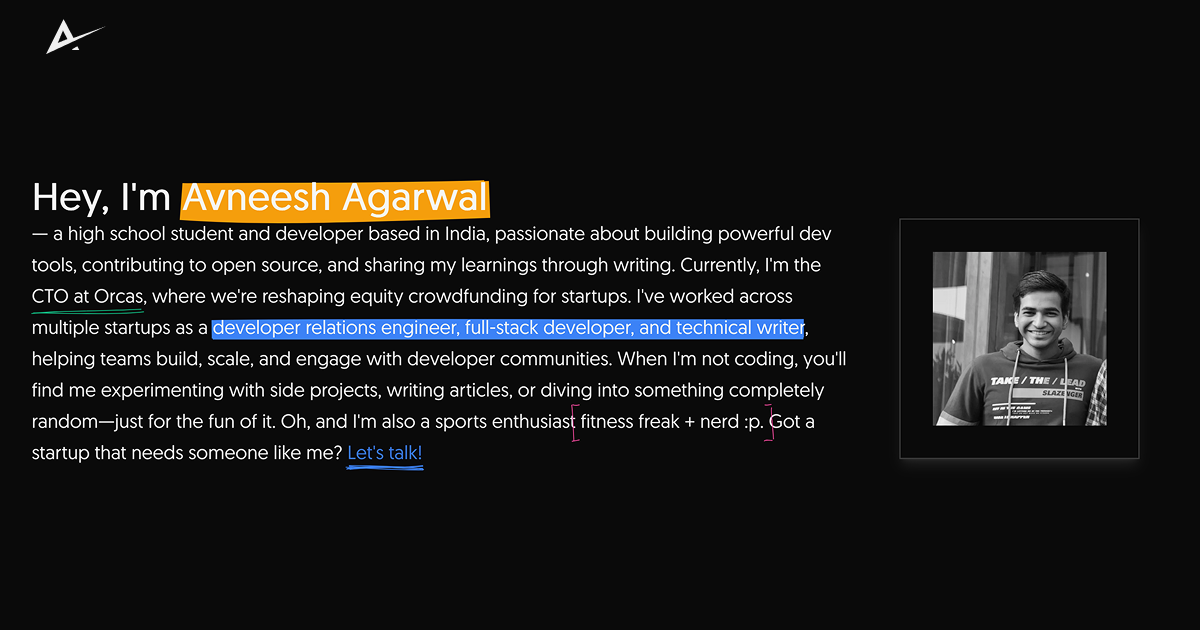 Hey, I'm Avneesh Agarwal
— a high school student and developer based in India, passionate about building powerful dev
tools, contributing to open source, and sharing my learnings through writing. Currently, I'm the
CTO at Orcas, where we're reshaping equity crowdfunding for startups. I've worked across
multiple startups as a developer relations engineer, full-stack developer, and technical writer,
helping teams build, scale, and engage with developer communities. When I'm not coding, you'll
find me experimenting with side projects, writing articles, or diving into something completely
random—just for the fun of it. Oh, and I'm also a sports enthusiast fitness freak + nerd :p. Got a
startup that needs someone like me? Let's talk!
TAKE / THE / LEAD
SLAZENGER